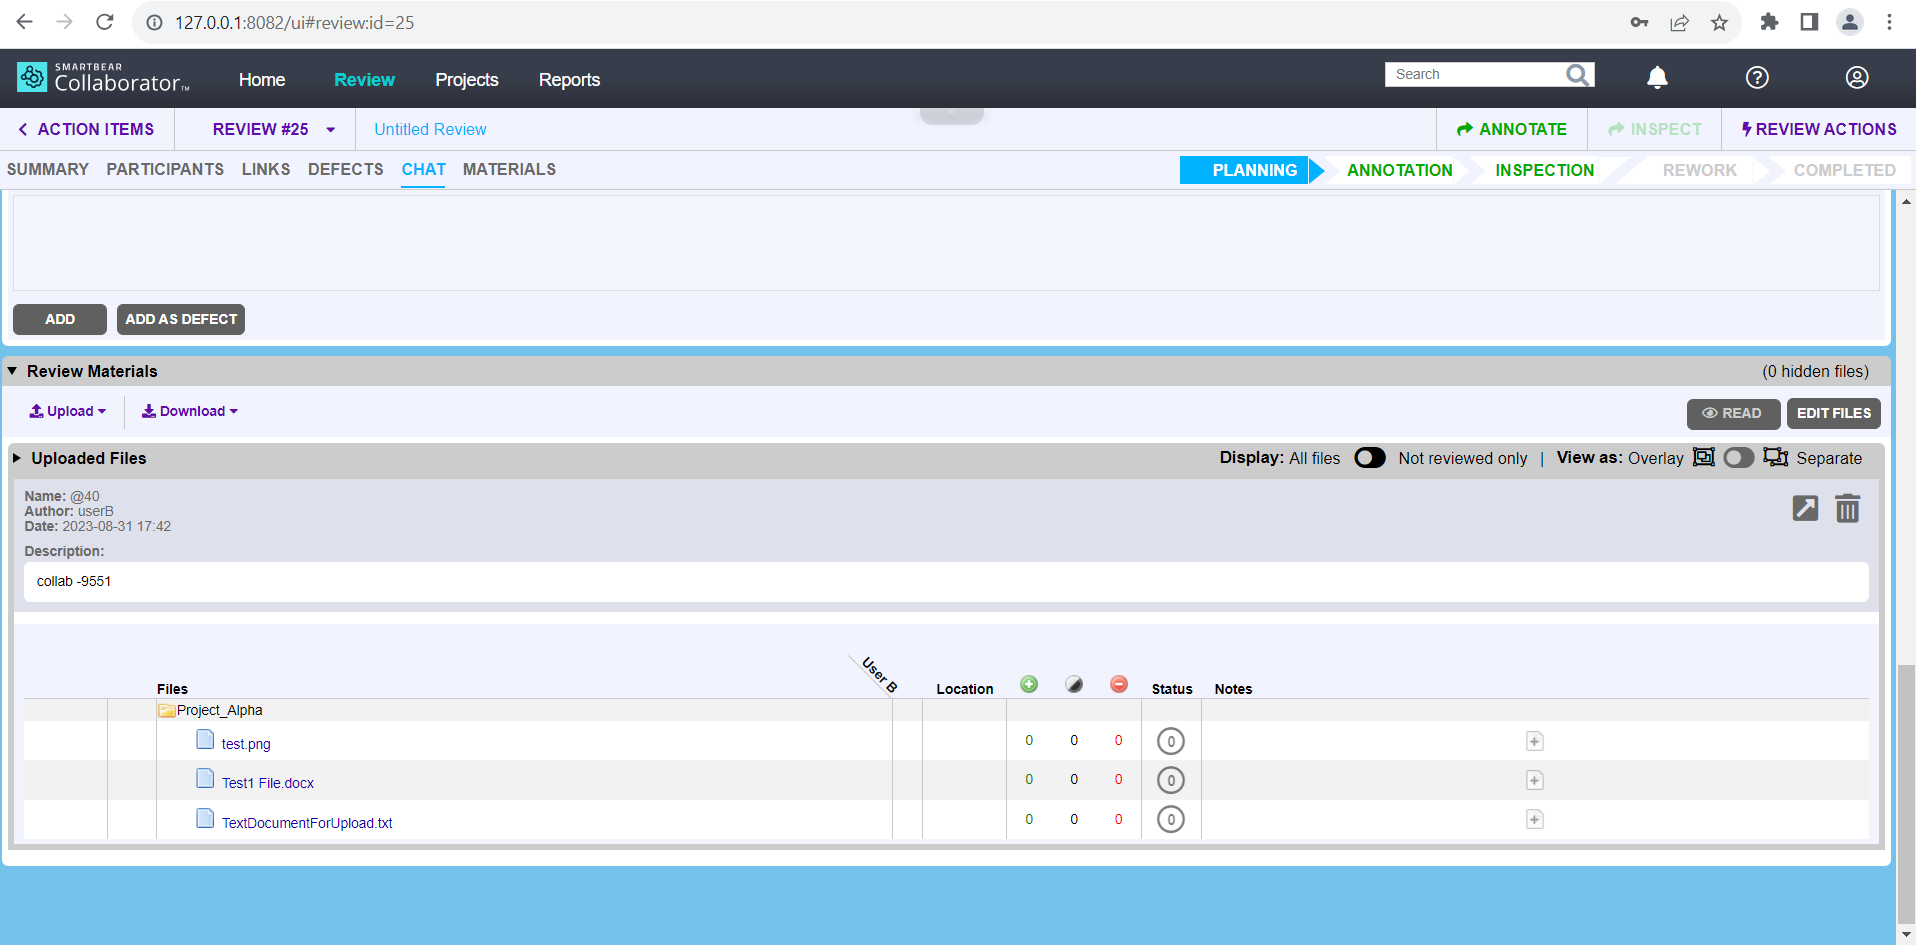 127.0.0.1:8082/ui#review:id=25
SMARTBEAR
Collaborator™
Home Review Projects Reports Search
ACTION ITEMS REVIEW #25 Untitled Review ANNOTATE INSPECT REVIEW ACTIONS
SUMMARY PARTICIPANTS LINKS DEFECTS CHAT MATERIALS PLANNING ANNOTATION INSPECTION REWORK COMPLETED
ADD ADD AS DEFECT
Review Materials (0 hidden files)
Upload Download READ EDIT FILES
Uploaded Files Display: All files Not reviewed only | View as: Overlay Separate
Name: @40
Author: userB
Date: 2023-08-31 17:42
Description:
collab -9551
Files User B Location Status Notes
Project_Alpha
test.png 0 0 0 0
Test1 File.docx 0 0 0 0
TextDocumentForUpload.txt 0 0 0 0